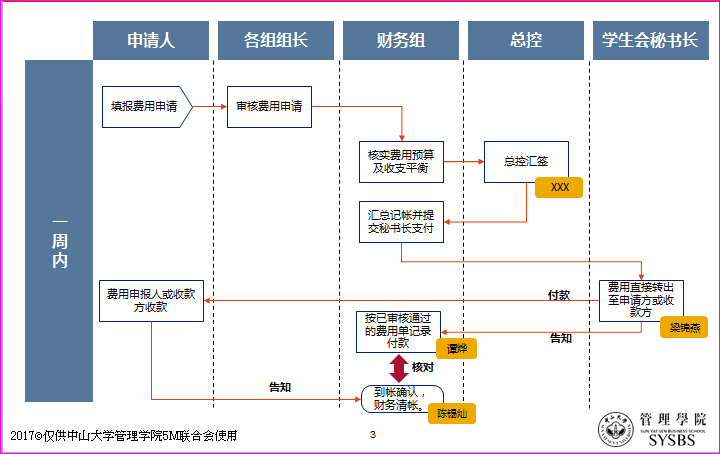 申请人
各组组长
财务组
总控
学生会秘书长
一周内
填报费用申请
审核费用申请
核实费用预算
及收支平衡
总控汇签
XXX
汇总记帐并提
交秘书长支付
费用申报人或收款
方收款
付款
费用直接转出
至申请方或收
款方
梁锦燕
按已审核通过
的费用单记录
付款
谭烨
告知
核对
告知
到帐确认，
财务清帐。
陈锡灿
2017©仅供中山大学管理学院5M联合会使用
3
管理學院
SUN YAT-SEN BUSINESS SCHOOL
SYSBS